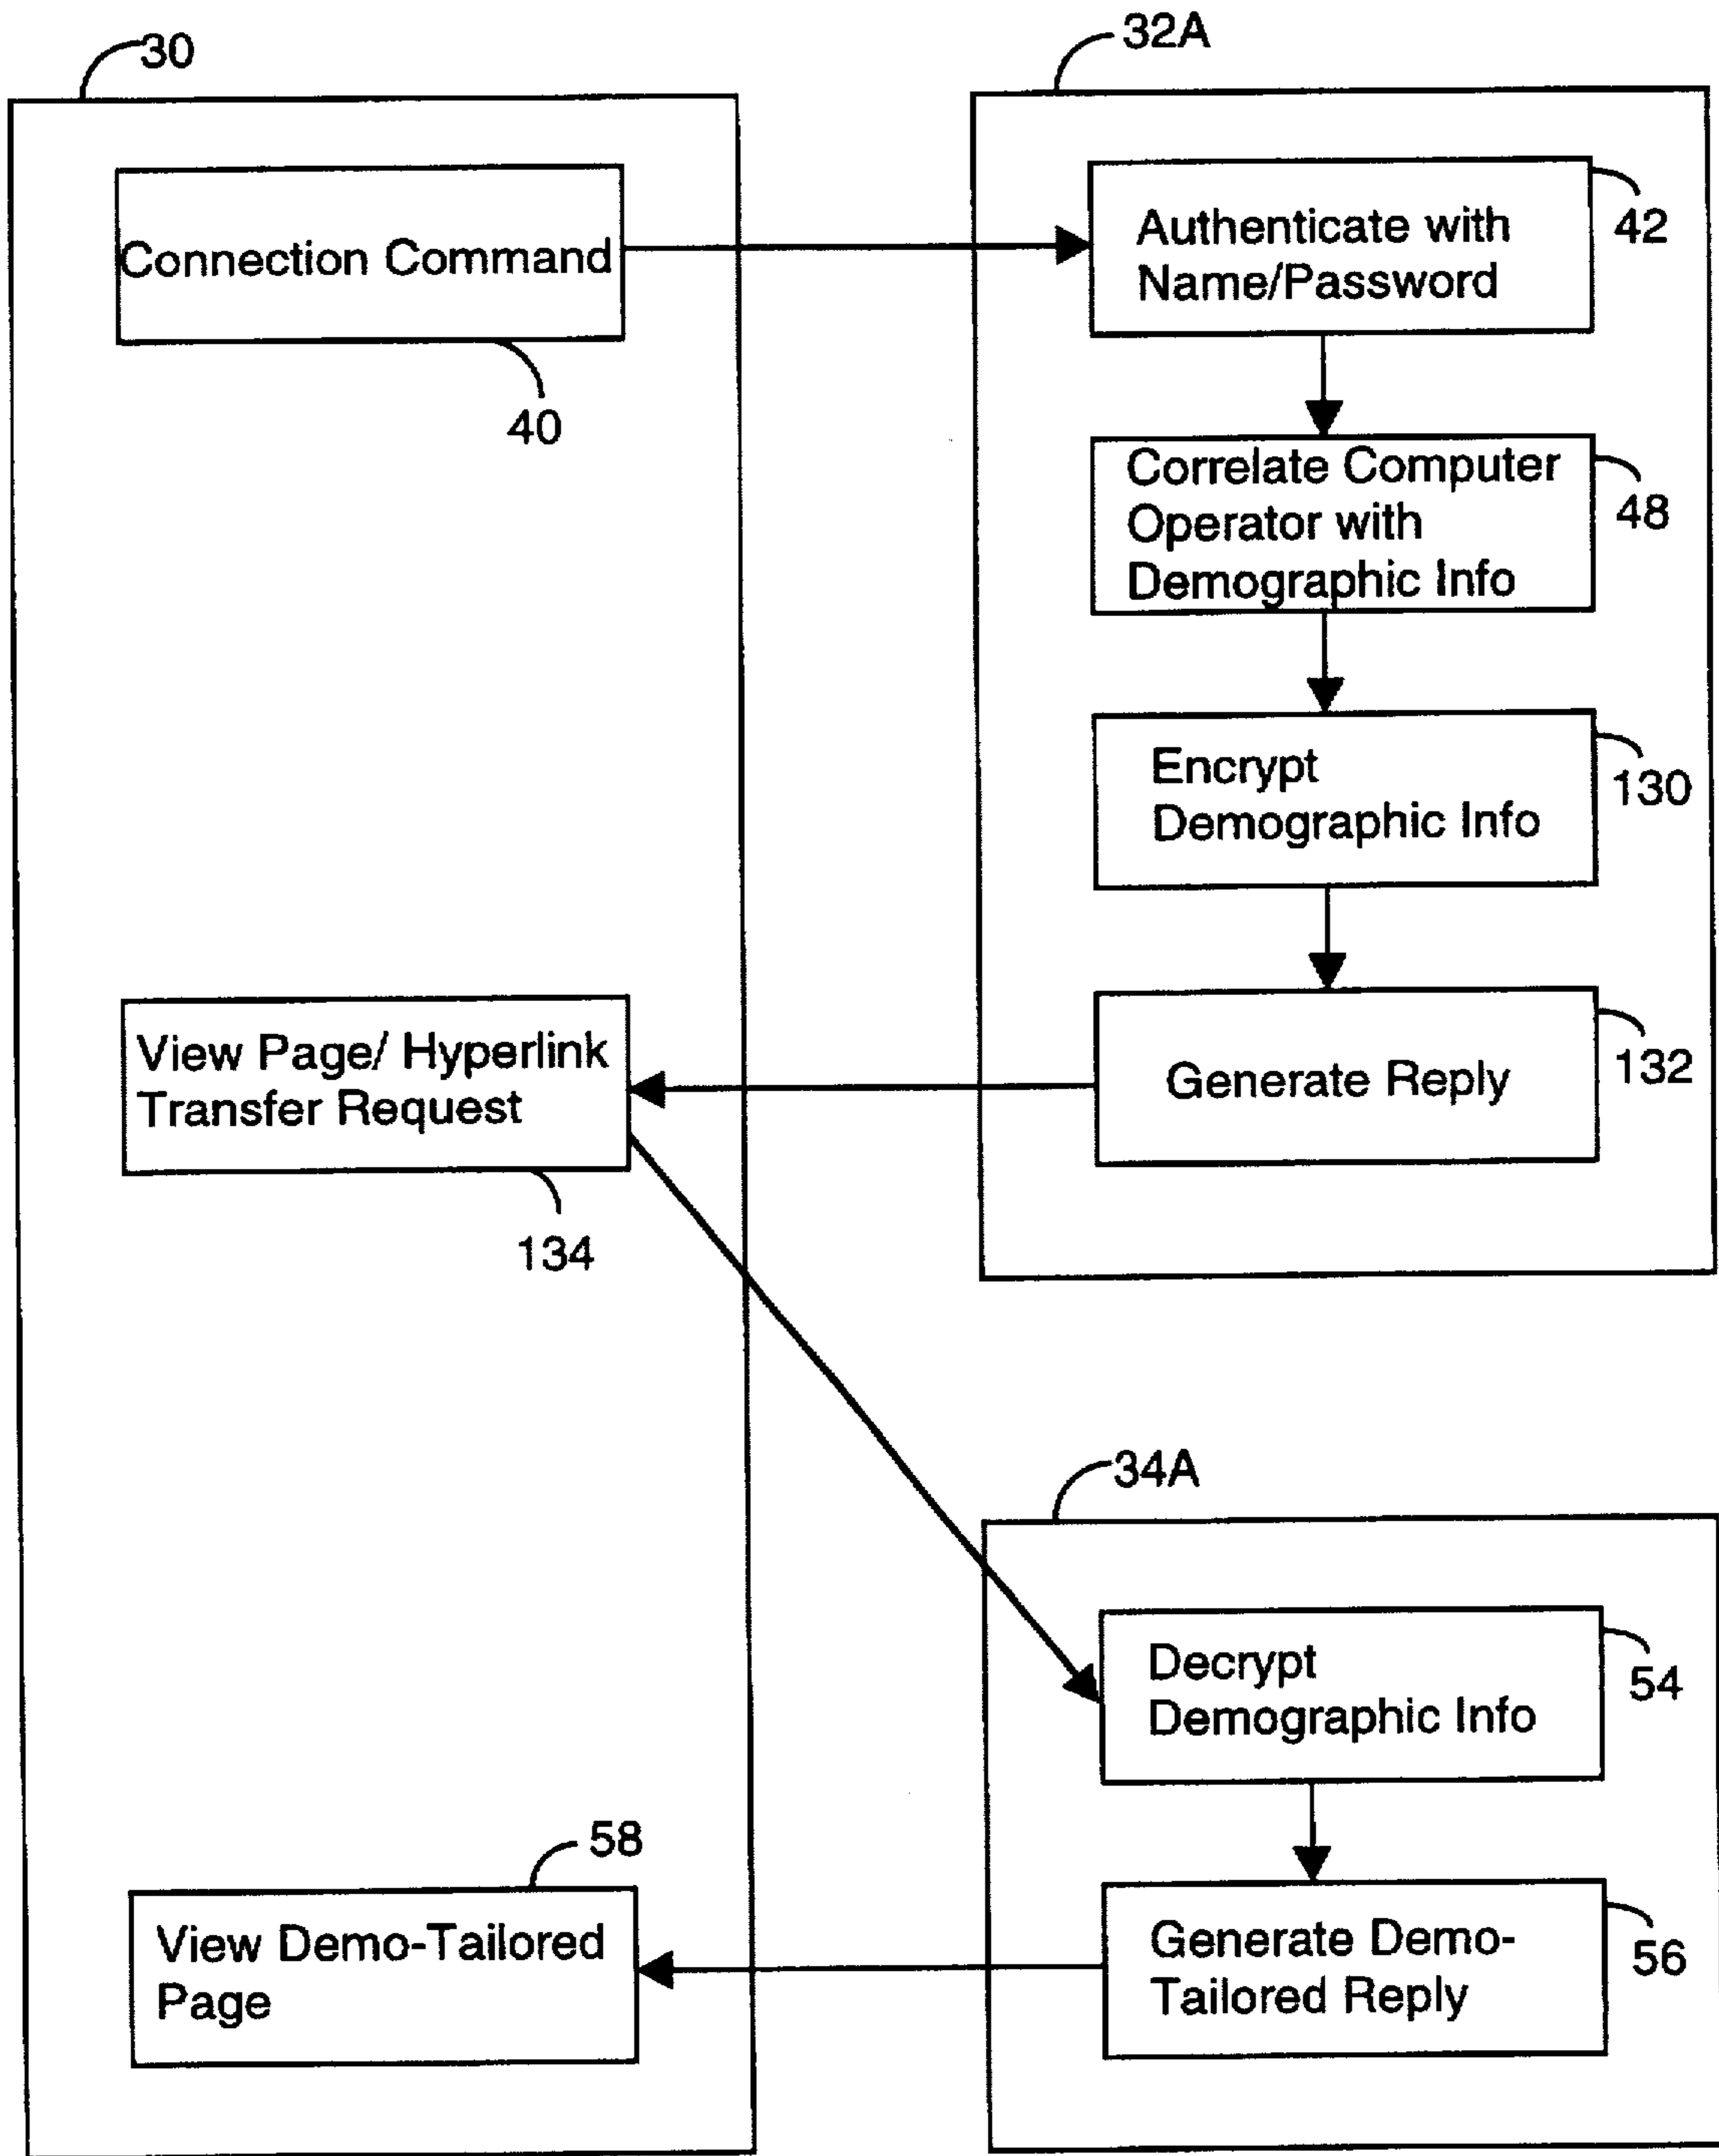 30
32A
Connection Command
40
Authenticate with
Name/Password
42
Correlate Computer
Operator with
Demographic Info
48
Encrypt
Demographic Info
130
View Page/ Hyperlink
Transfer Request
134
Generate Reply
132
34A
Decrypt
Demographic Info
54
58
View Demo-Tailored
Page
Generate Demo-
Tailored Reply
56